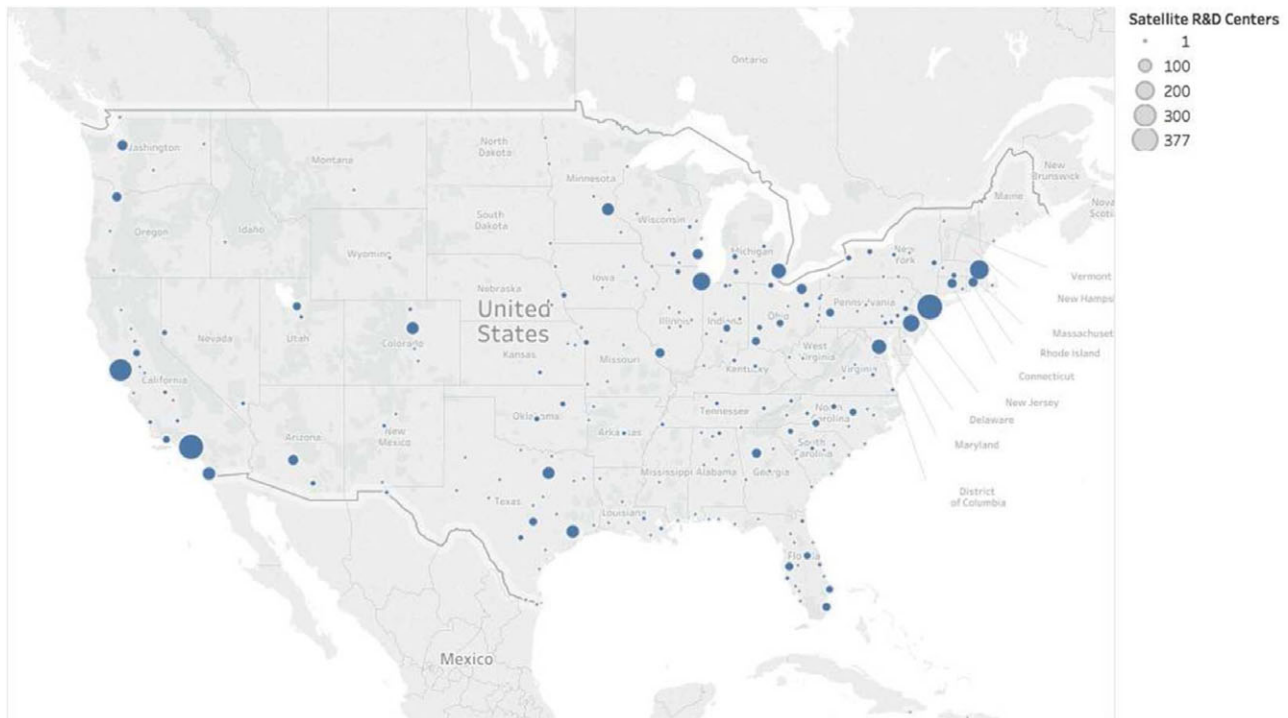 Satellite R&D Centers
1
100
200
300
377
Ontario
Washington
Montana
North
Dakota
Minnesota
New
Brunswick
Maine
Nova
Scoti
Oregon
Idaho
South
Dakota
Wisconsin
Wyoming
Michigan
New
York
Vermont
Iowa
Nebraska
New Hampsl
United
States
Illinois
Indiana
Ohio
Pennsylvania
Massachuset
Nevada
Utah
Colorado
Kansas
Missouri
West
Virginia
Virginia
Rhode Island
Kentucky
Connecticut
California
New Jersey
Tennessee
North
Carolina
Delaware
Oklahoma
Arkansas
Arizona
New
Mexico
South
Carolina
Maryland
Mississippi
Alabama
Georgia
District
of Columbia
Texas
Louisiana
Florida
Mexico